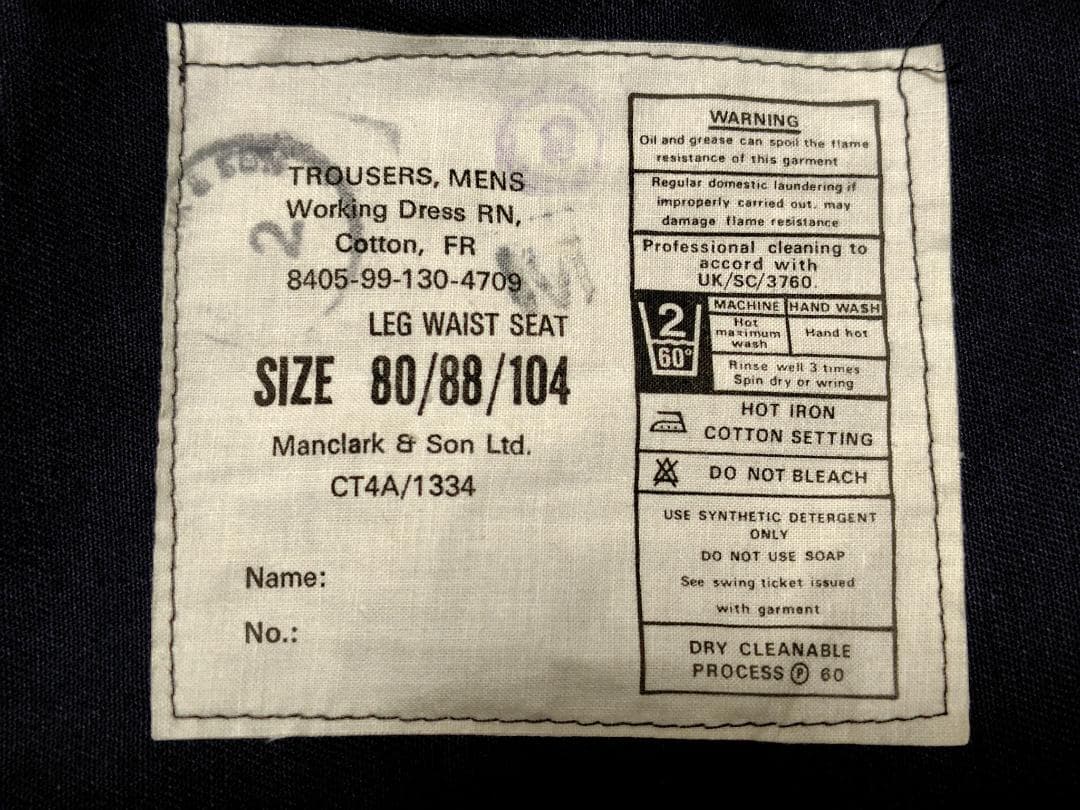 TROUSERS, MENS
Working Dress RN,
Cotton, FR
8405-99-130-4709
LEG WAIST SEAT
SIZE 80/88/104
Manclark & Son Ltd.
CT4A/1334
Name:
No.:
& SON
2
WARNING
Oil and grease can spoil the flame
resistance of this garment
Regular domestic laundering if
improperly carried out, may
damage flame resistance
Professional cleaning to
accord with
UK/SC/3760.
2
60°
MACHINE HAND WASH
Hot
maximum
wash
Hand hot
Rinse well 3 times
Spin dry or wring
HOT IRON
COTTON SETTING
DO NOT BLEACH
USE SYNTHETIC DETERGENT
ONLY
DO NOT USE SOAP
See swing ticket issued
with garment
DRY CLEANABLE
PROCESS Ⓟ 60